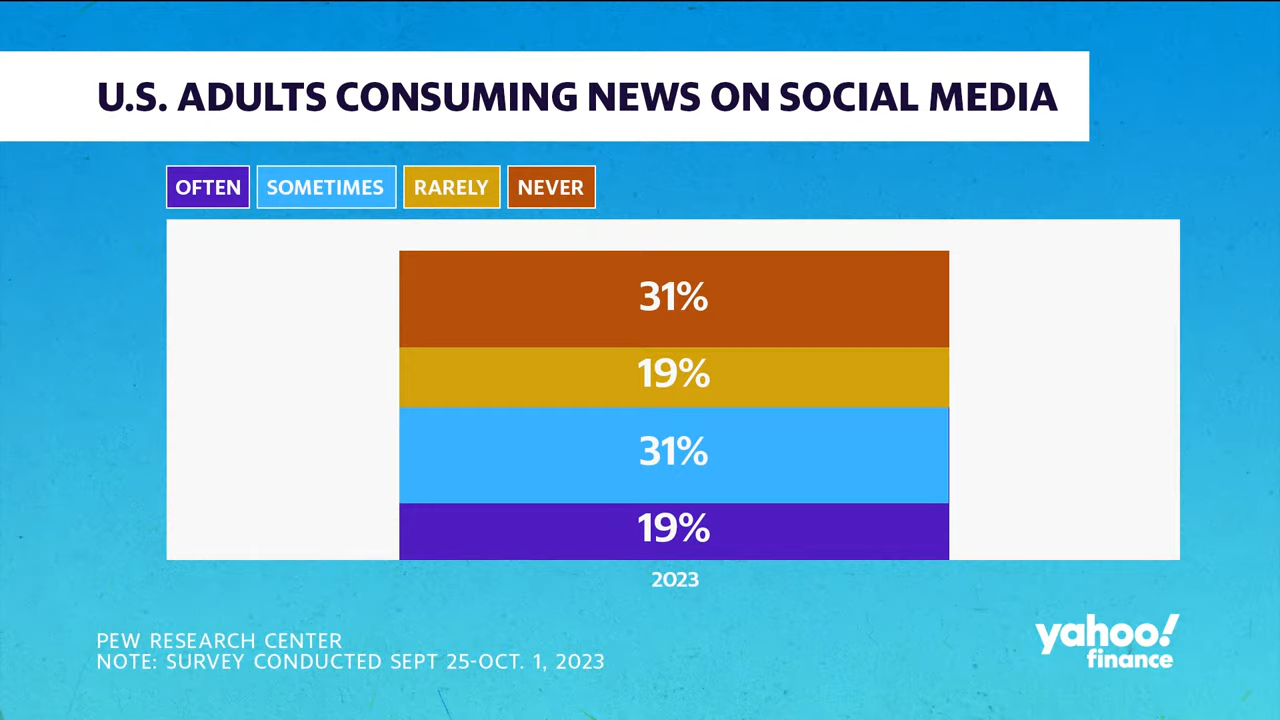 U.S. ADULTS CONSUMING NEWS ON SOCIAL MEDIA
OFTEN SOMETIMES RARELY NEVER
31%
19%
31%
19%
2023
PEW RESEARCH CENTER
NOTE: SURVEY CONDUCTED SEPT 25-OCT. 1, 2023
yahoo!
finance